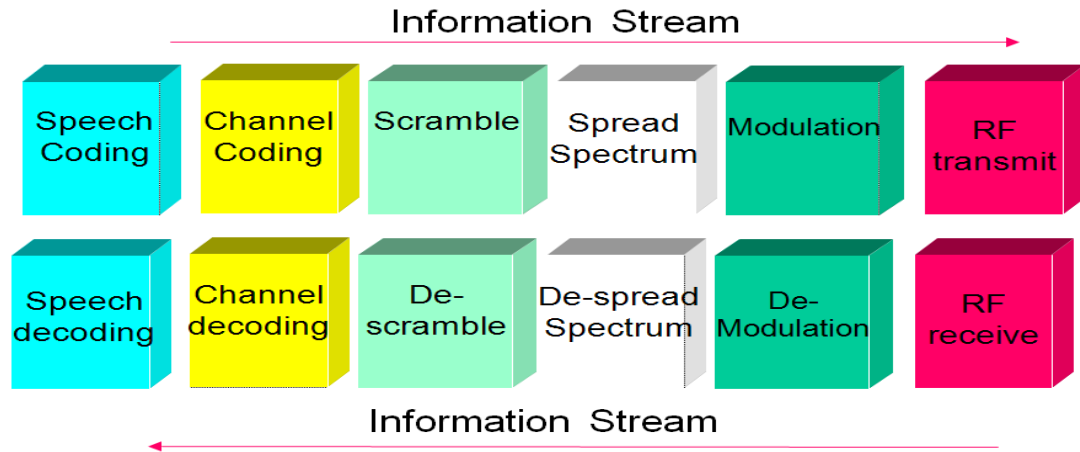 Information Stream
Speech
Coding
Channel
Coding
Scramble
Spread
Spectrum
Modulation
RF
transmit
Speech
decoding
Channel
decoding
De-
scramble
De-spread
Spectrum
De-
Modulation
RF
receive
Information Stream